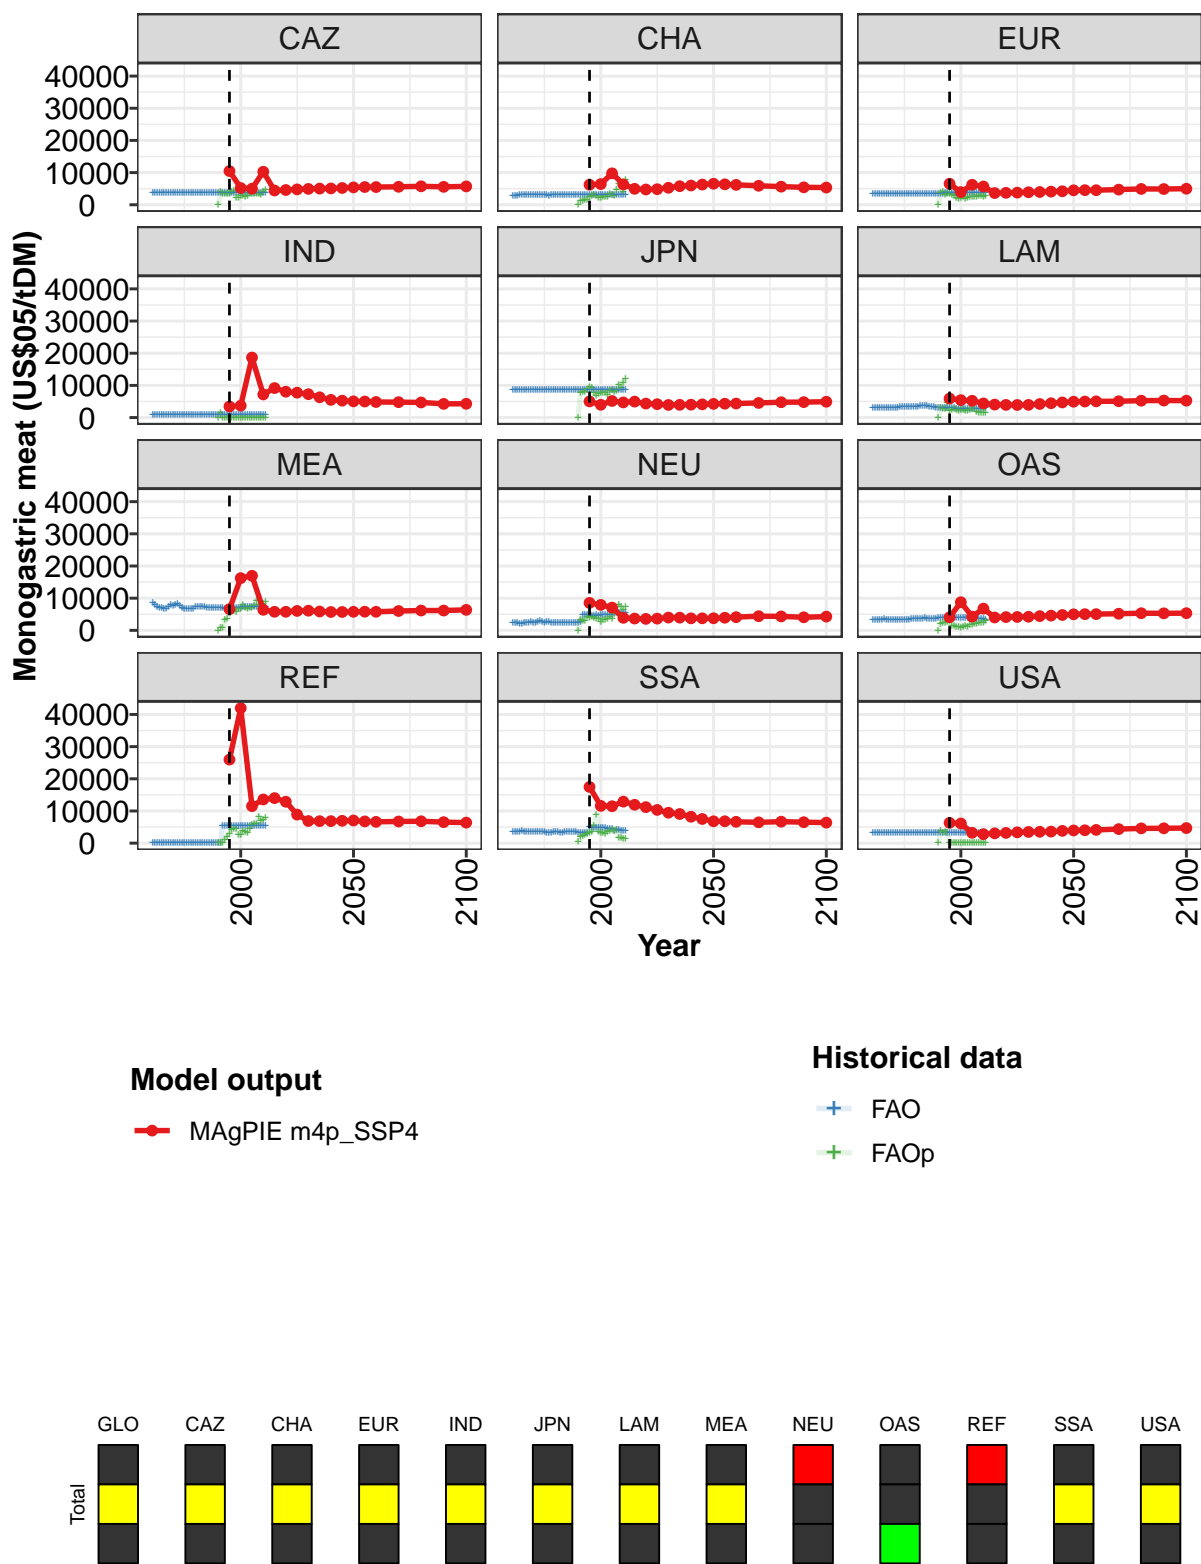 CAZ CHA EUR
40000
30000
20000
10000
0
IND JPN LAM
40000
30000
20000
10000
0
MEA NEU OAS
40000
30000
20000
10000
0
REF SSA USA
40000
30000
20000
10000
0
Monogastric meat (US$05/tDM)
2000 2050 2100 2000 2050 2100 2000 2050 2100
Year
Model output
MAgPIE m4p_SSP4
Historical data
FAO
FAOp
GLO CAZ CHA EUR IND JPN LAM MEA NEU OAS REF SSA USA
Total